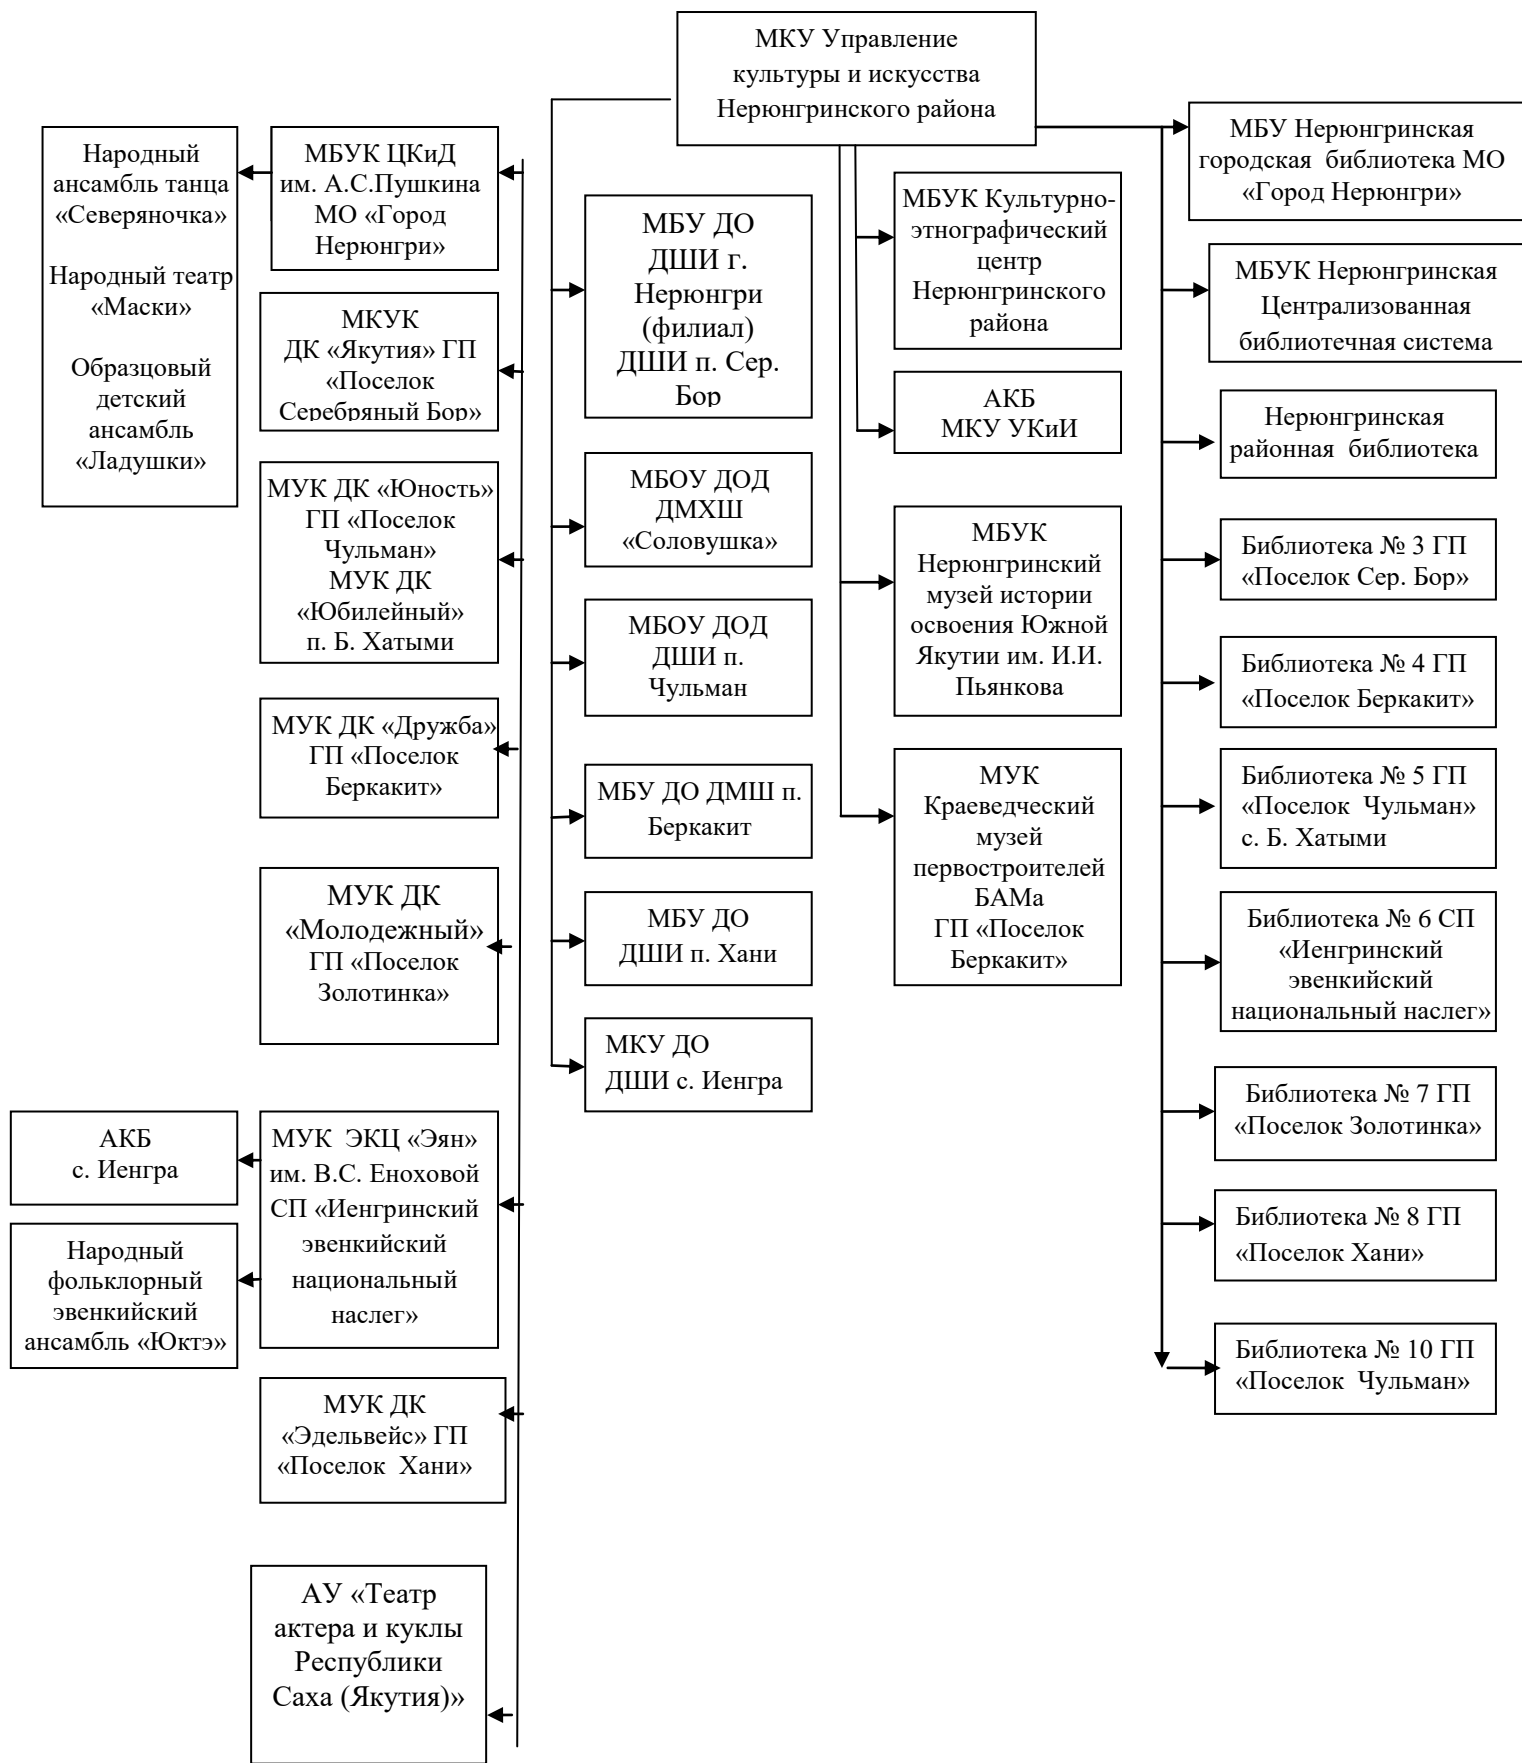 МКУ Управление
культуры и искусства
Нерюнгринского района
Народный
ансамбль танца
«Северяночка»
Народный театр
«Маски»
Образцовый
детский
ансамбль
«Ладушки»
МБУК ЦКиД
им. А.С.Пушкина
МО «Город
Нерюнгри»
МКУК
ДК «Якутия» ГП
«Поселок
Серебряный Бор»
МУК ДК «Юность»
ГП «Поселок
Чульман»
МУК ДК
«Юбилейный»
п. Б. Хатыми
МУК ДК «Дружба»
ГП «Поселок
Беркакит»
МУК ДК
«Молодежный»
ГП «Поселок
Золотинка»
АКБ
с. Иенгра
Народный
фольклорный
эвенкийский
ансамбль «Юктэ»
МУК ЭКЦ «Эян»
им. В.С. Еноховой
СП «Иенгринский
эвенкийский
национальный
наслег»
МУК ДК
«Эдельвейс» ГП
«Поселок Хани»
АУ «Театр
актера и куклы
Республики
Саха (Якутия)»
МБУ ДО
ДШИ г.
Нерюнгри
(филиал)
ДШИ п. Сер.
Бор
МБОУ ДОД
ДМХШ
«Соловушка»
МБОУ ДОД
ДШИ п.
Чульман
МБУ ДО ДМШ п.
Беркакит
МБУ ДО
ДШИ п. Хани
МКУ ДО
ДШИ с. Иенгра
МБУК Культурно-
этнографический
центр
Нерюнгринского
района
АКБ
МКУ УКиИ
МБУК
Нерюнгринский
музей истории
освоения Южной
Якутии им. И.И.
Пьянкова
МУК
Краеведческий
музей
первостроителей
БАМа
ГП «Поселок
Беркакит»
МБУ Нерюнгринская
городская библиотека МО
«Город Нерюнгри»
МБУК Нерюнгринская
Централизованная
библиотечная система
Нерюнгринская
районная библиотека
Библиотека № 3 ГП
«Поселок Сер. Бор»
Библиотека № 4 ГП
«Поселок Беркакит»
Библиотека № 5 ГП
«Поселок Чульман»
с. Б. Хатыми
Библиотека № 6 СП
«Иенгринский
эвенкийский
национальный наслег»
Библиотека № 7 ГП
«Поселок Золотинка»
Библиотека № 8 ГП
«Поселок Хани»
Библиотека № 10 ГП
«Поселок Чульман»